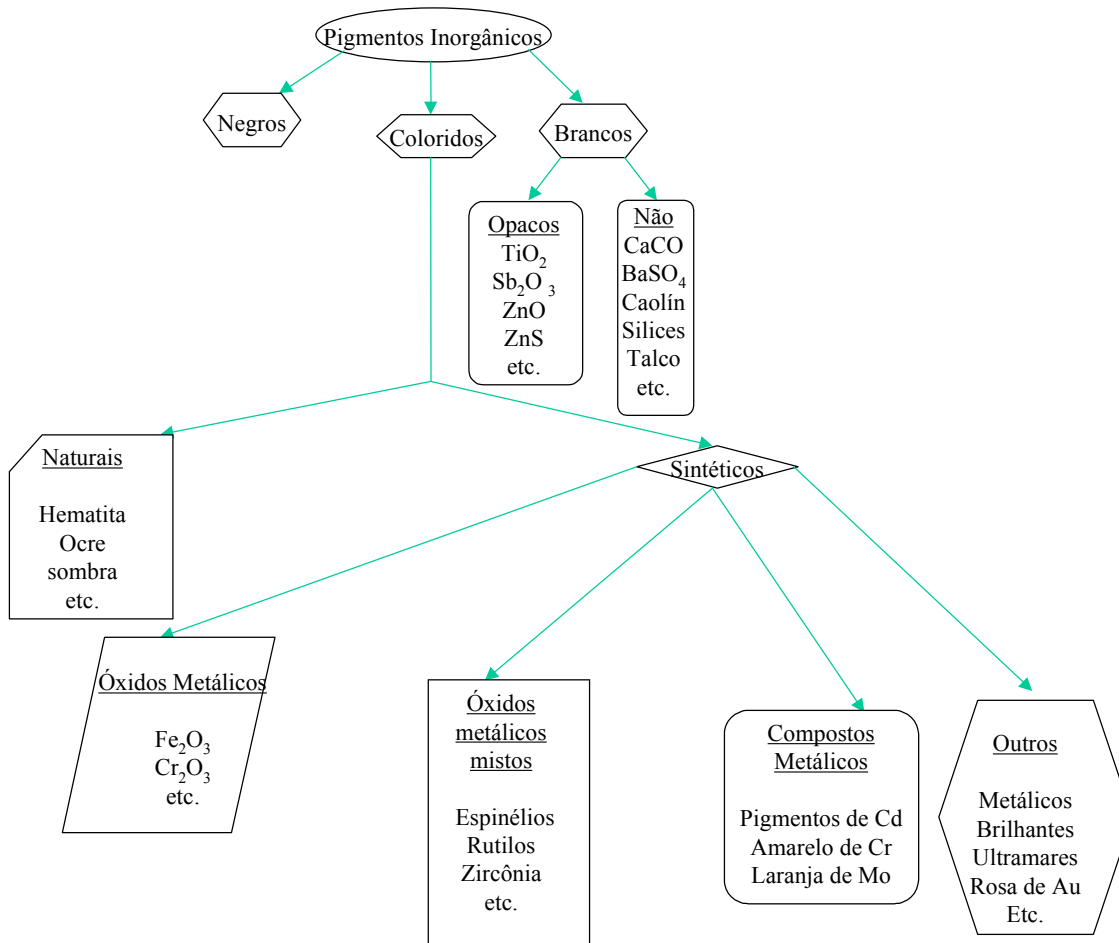 Pigmentos Inorgânicos
Negros
Coloridos
Brancos
Opacos
TiO₂
Sb₂O ₃
ZnO
ZnS
etc.
Não
CaCO
BaSO₄
Caolín
Silices
Talco
etc.
Naturais
Hematita
Ocre
sombra
etc.
Sintéticos
Óxidos Metálicos
Fe₂O₃
Cr₂O₃
etc.
Óxidos
metálicos
mistos
Espinélios
Rutilos
Zircônia
etc.
Compostos
Metálicos
Pigmentos de Cd
Amarelo de Cr
Laranja de Mo
Outros
Metálicos
Brilhantes
Ultramares
Rosa de Au
Etc.